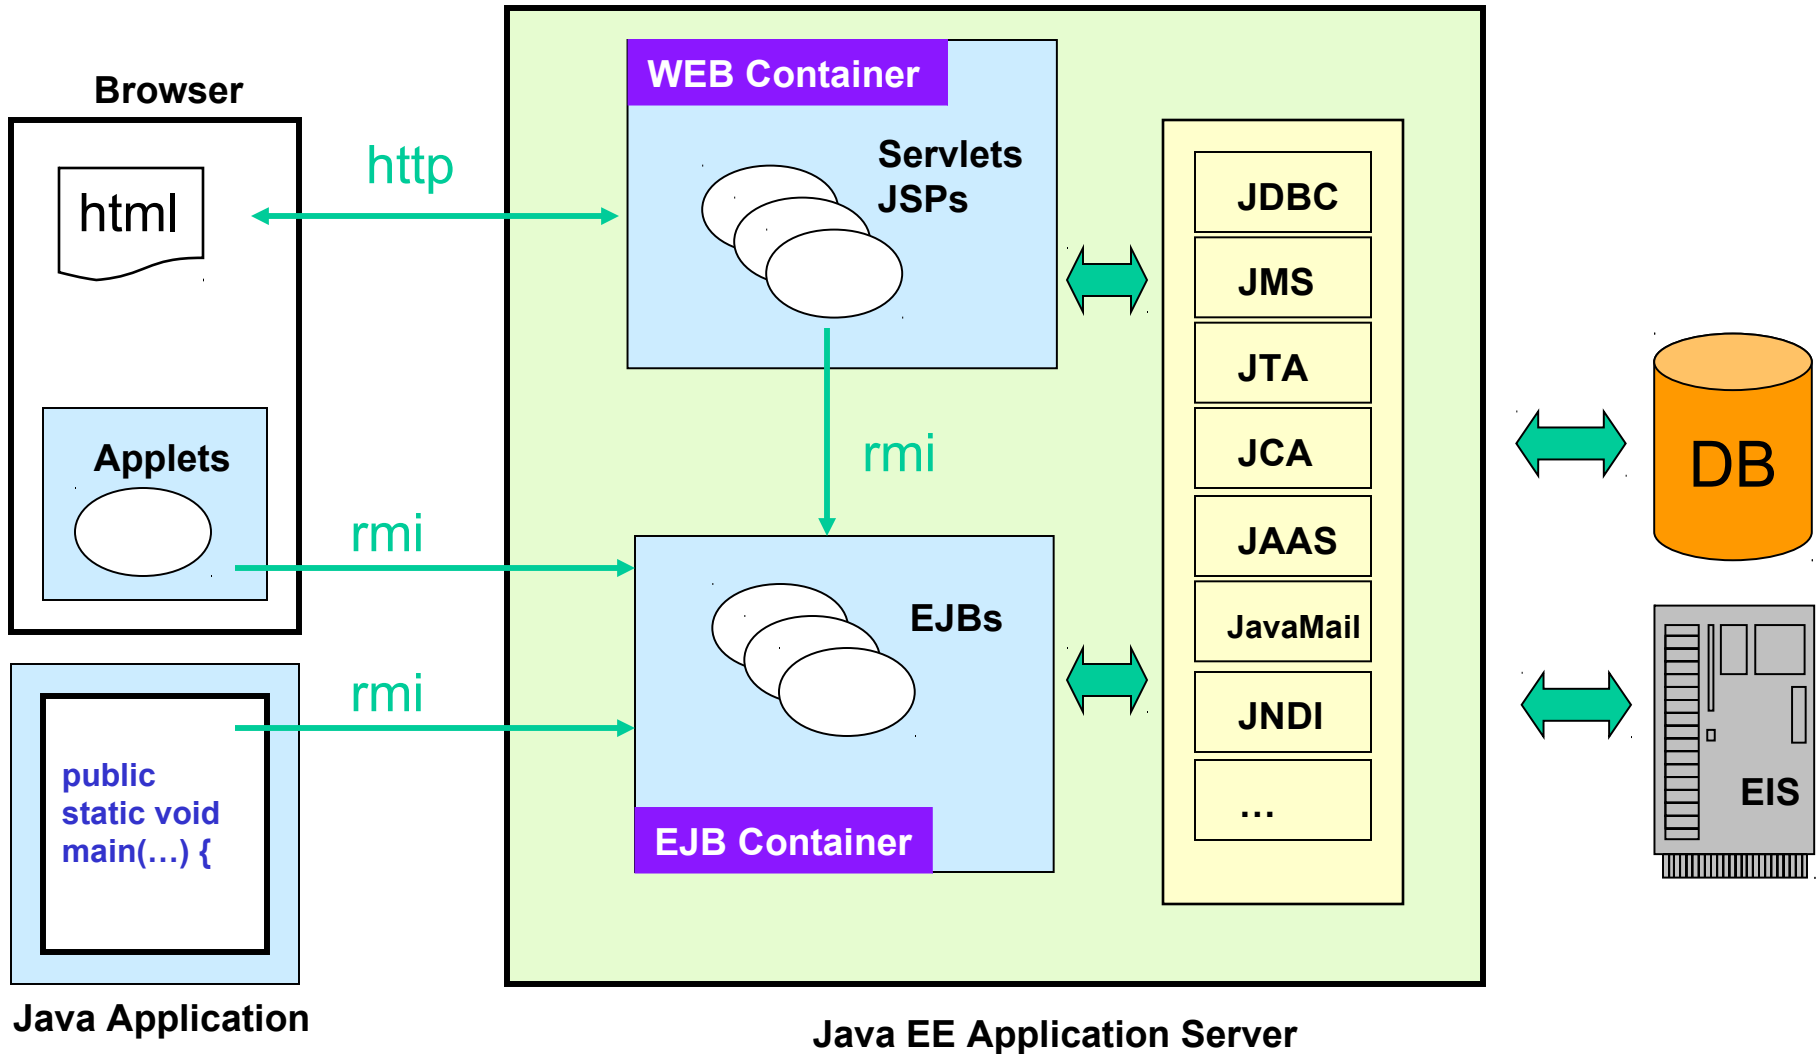 Browser
html
Applets
public
static void
main(…) {
Java Application
http
rmi
rmi
WEB Container
Servlets
JSPs
rmi
EJBs
EJB Container
JDBC
JMS
JTA
JCA
JAAS
JavaMail
JNDI
…
Java EE Application Server
DB
EIS